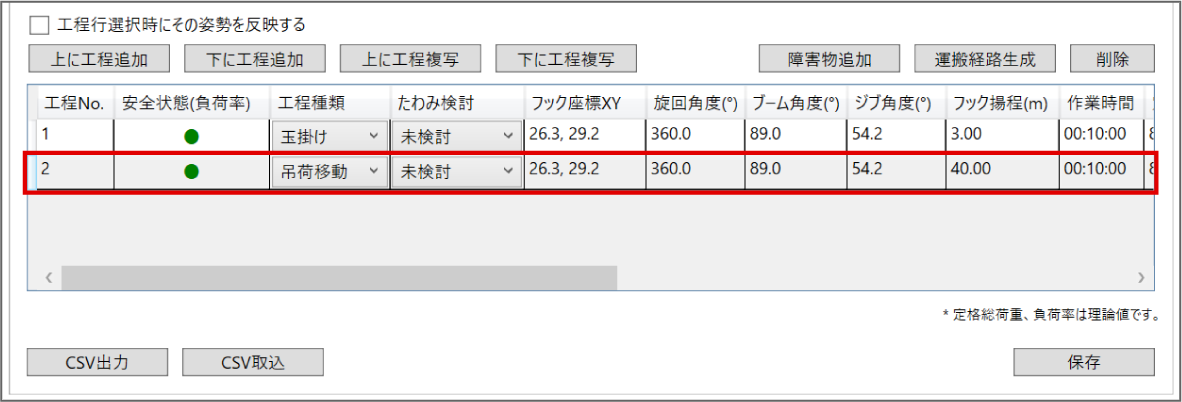 工程行選択時にその姿勢を反映する
上に工程追加 下に工程追加 上に工程複写 下に工程複写 障害物追加 運搬経路生成 削除
工程No. 安全状態(負荷率) 工程種類 たわみ検討 フック座標XY 旋回角度(°) ブーム角度(°) ジブ角度(°) フック揚程(m) 作業時間
1 玉掛け 未検討 26.3, 29.2 360.0 89.0 54.2 3.00 00:10:00
2 吊荷移動 未検討 26.3, 29.2 360.0 89.0 54.2 40.00 00:10:00
* 定格総荷重、負荷率は理論値です。
CSV出力 CSV取込 保存